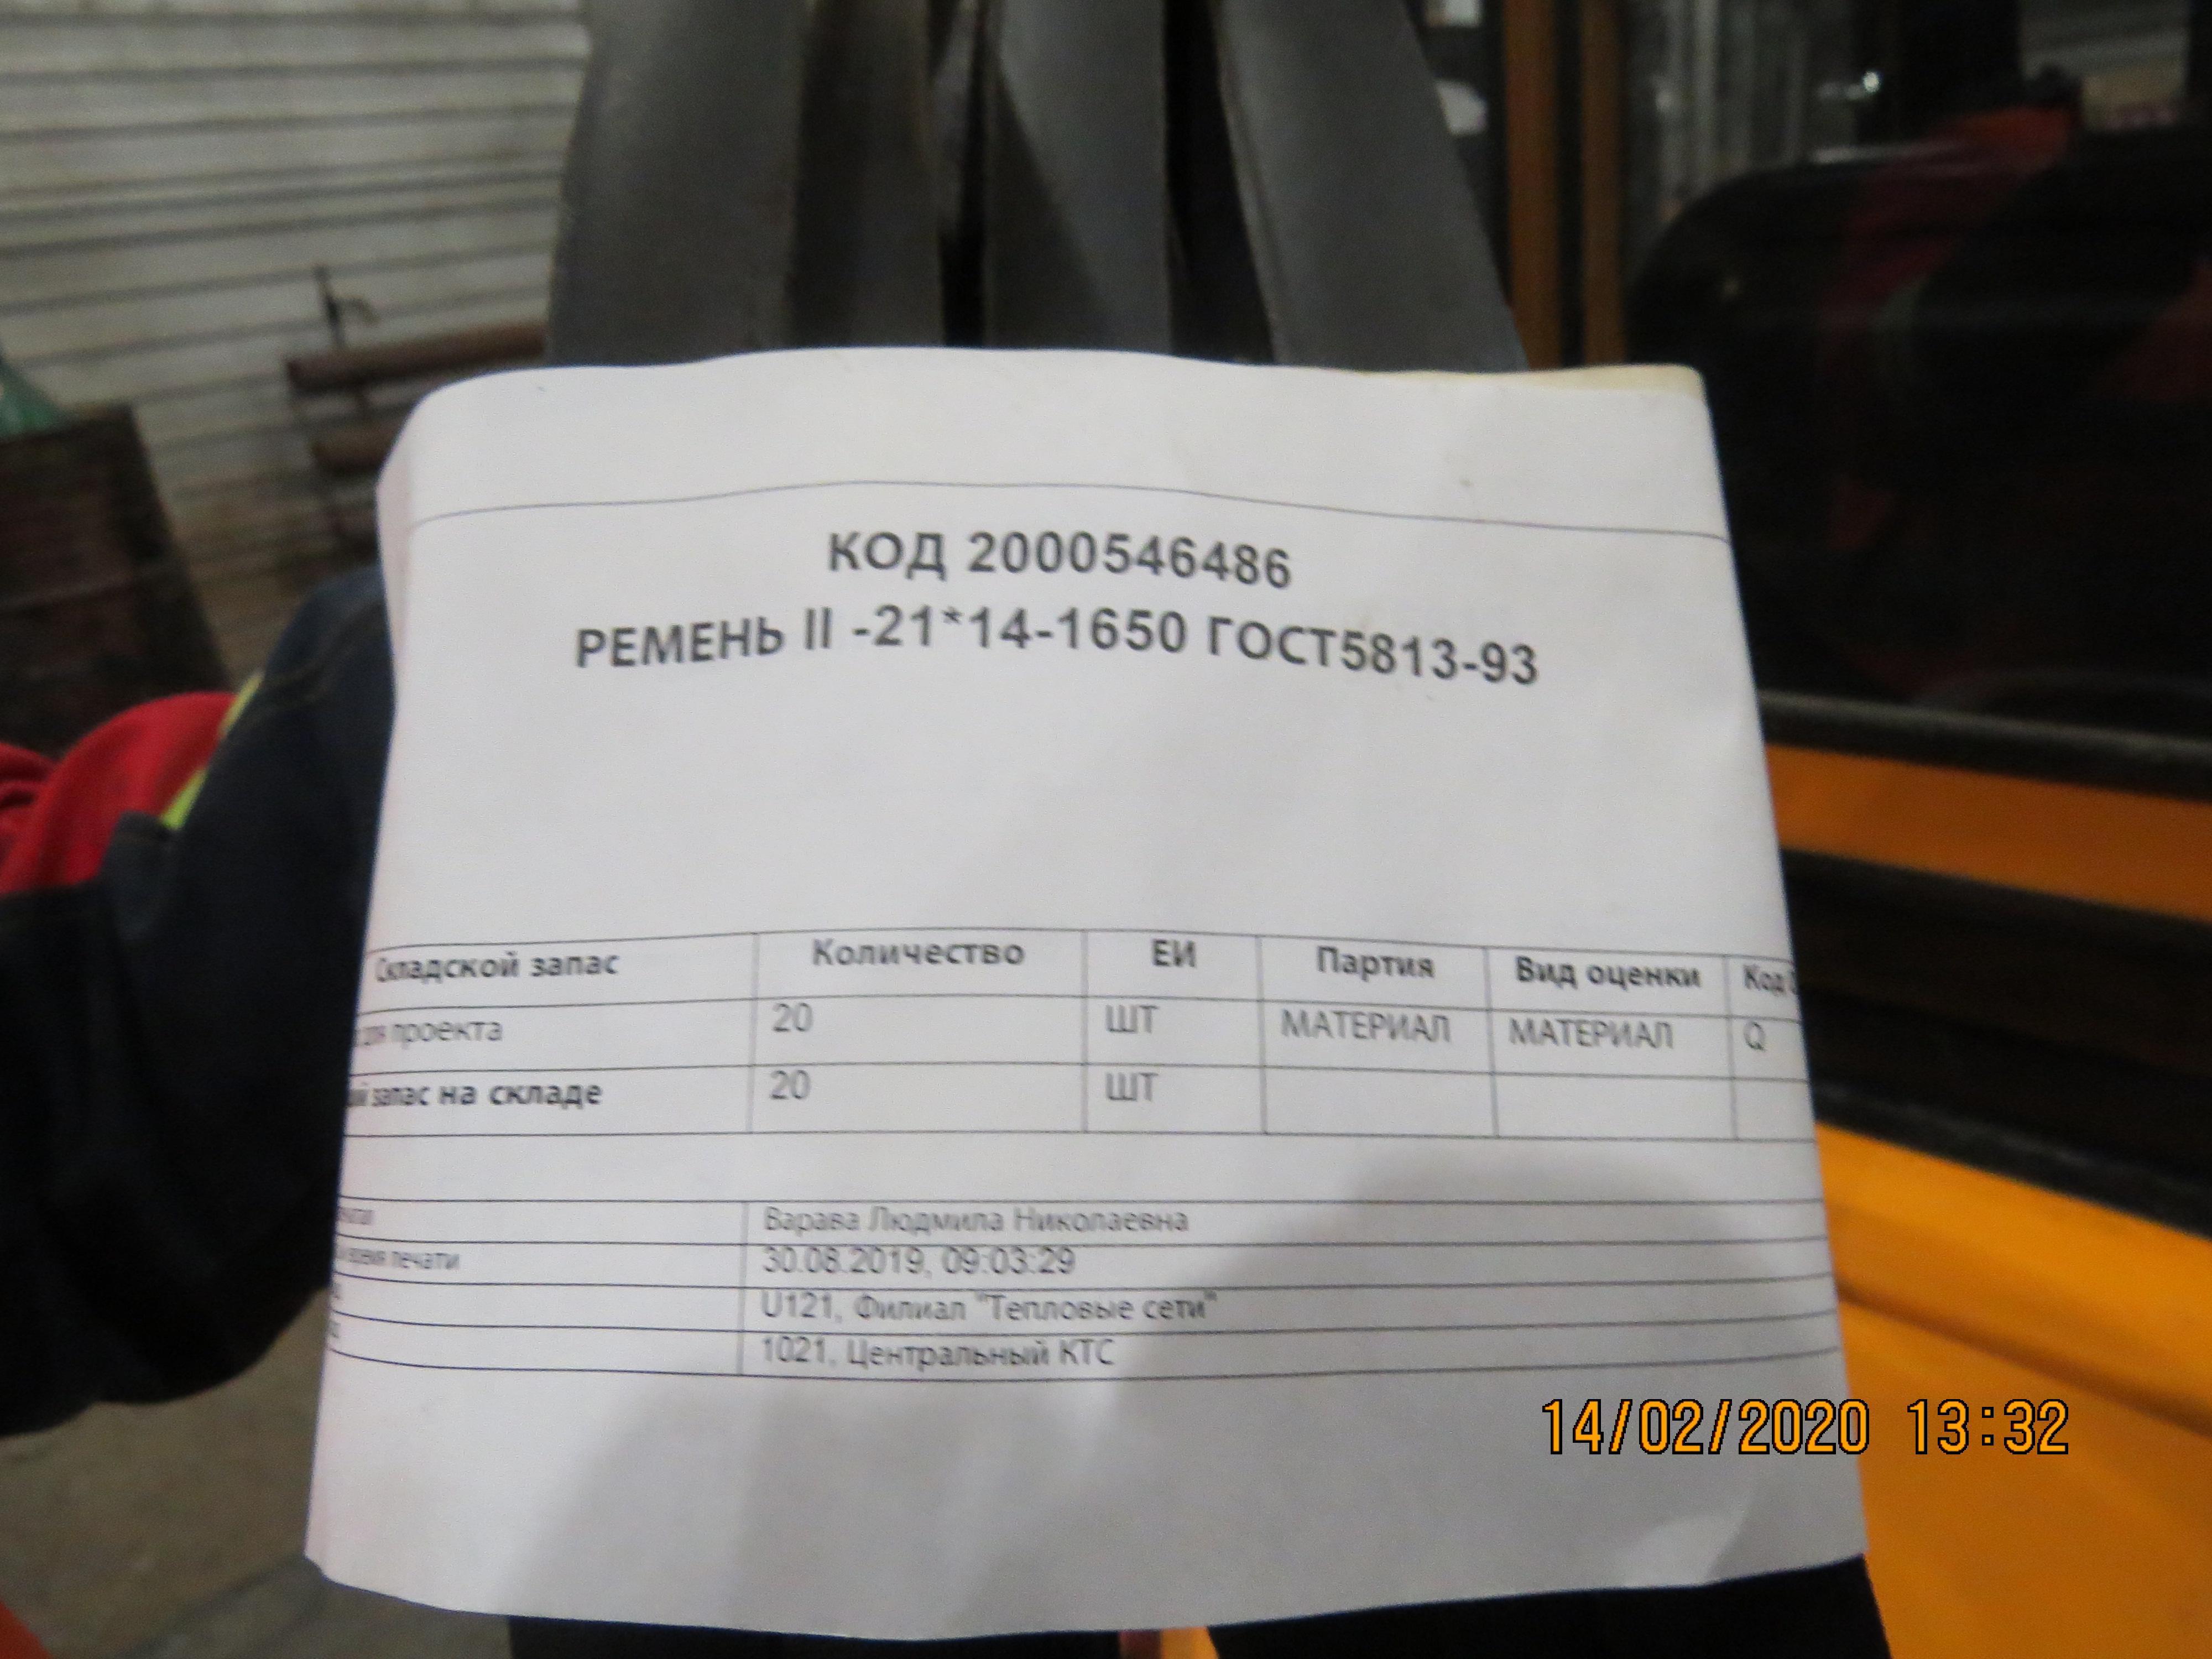 КОД 2000546486
РЕМЕНЬ II -21*14-1650 ГОСТ5813-93
Складской запас Количество ЕИ Партия Вид оценки Код
для проекта 20 ШТ МАТЕРИАЛ МАТЕРИАЛ Q
запас на складе 20 ШТ
Варава Людмила Николаевна
время печати 30.08.2019, 09:03:29
U121, Филиал "Тепловые сети"
1021, Центральный КТС
14/02/2020 13:32